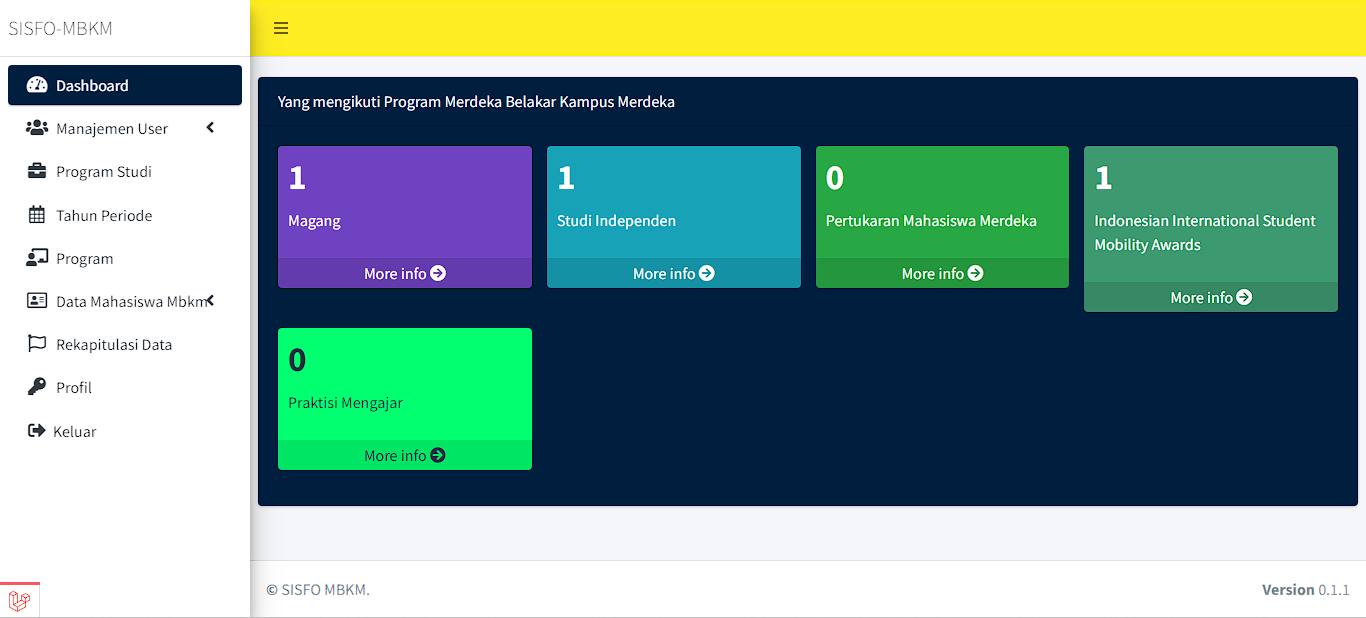 SISFO-MBKM
Dashboard
Manajemen User
Program Studi
Tahun Periode
Program
Data Mahasiswa Mbkm
Rekapitulasi Data
Profil
Keluar
Yang mengikuti Program Merdeka Belakar Kampus Merdeka
1
Magang
More info
1
Studi Independen
More info
0
Pertukaran Mahasiswa Merdeka
More info
1
Indonesian International Student
Mobility Awards
More info
0
Praktisi Mengajar
More info
© SISFO MBKM.
Version 0.1.1